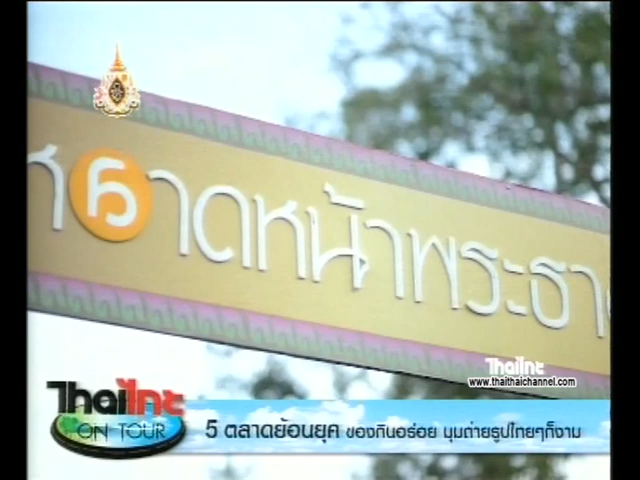 ตลาดหน้าพระธา
Thaiไทย
www.thaithaichannel.com
Thaiไทย
ON TOUR
5 ตลาดย้อนยุค ของกินอร่อย มุมถ่ายรูปไทยๆก็งาม